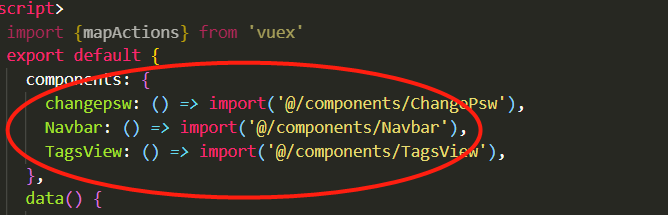 script>
import {mapActions} from 'vuex'
export default {
components: {
changepsw: () => import('@/components/ChangePsw'),
Navbar: () => import('@/components/Navbar'),
TagsView: () => import('@/components/TagsView'),
},
data() {